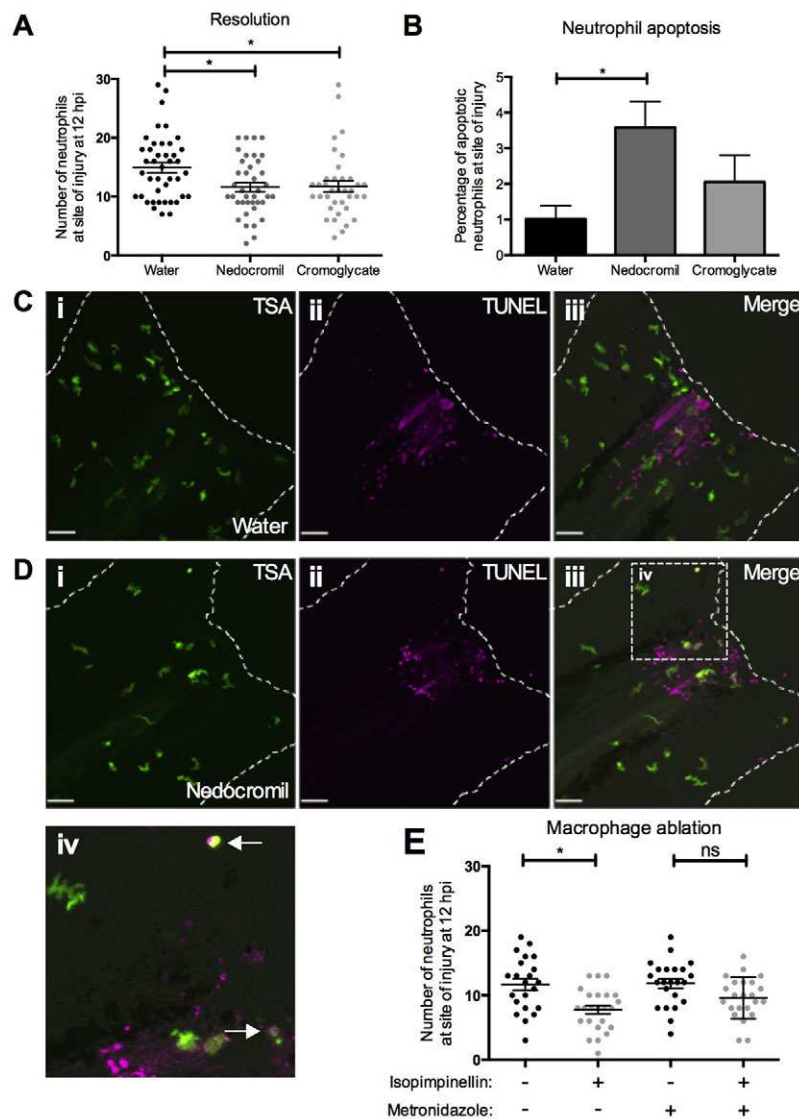 A
Resolution
*
*
Number of neutrophils
at site of injury at 12 hpi
30
20
10
0
Water
Nedocromil
Cromoglycate
B
Neutrophil apoptosis
*
Percentage of apoptotic
neutrophils at site of injury
5
4
3
2
1
0
Water
Nedocromil
Cromoglycate
C
i
TSA
Water
ii
TUNEL
iii
Merge
D
i
TSA
Nedocromil
ii
TUNEL
iii
iv
Merge
iv
E
Macrophage ablation
*
ns
Number of neutrophils
at site of injury at 12 hpi
30
20
10
0
Isopimpinellin: - + - +
Metronidazole: - - + +